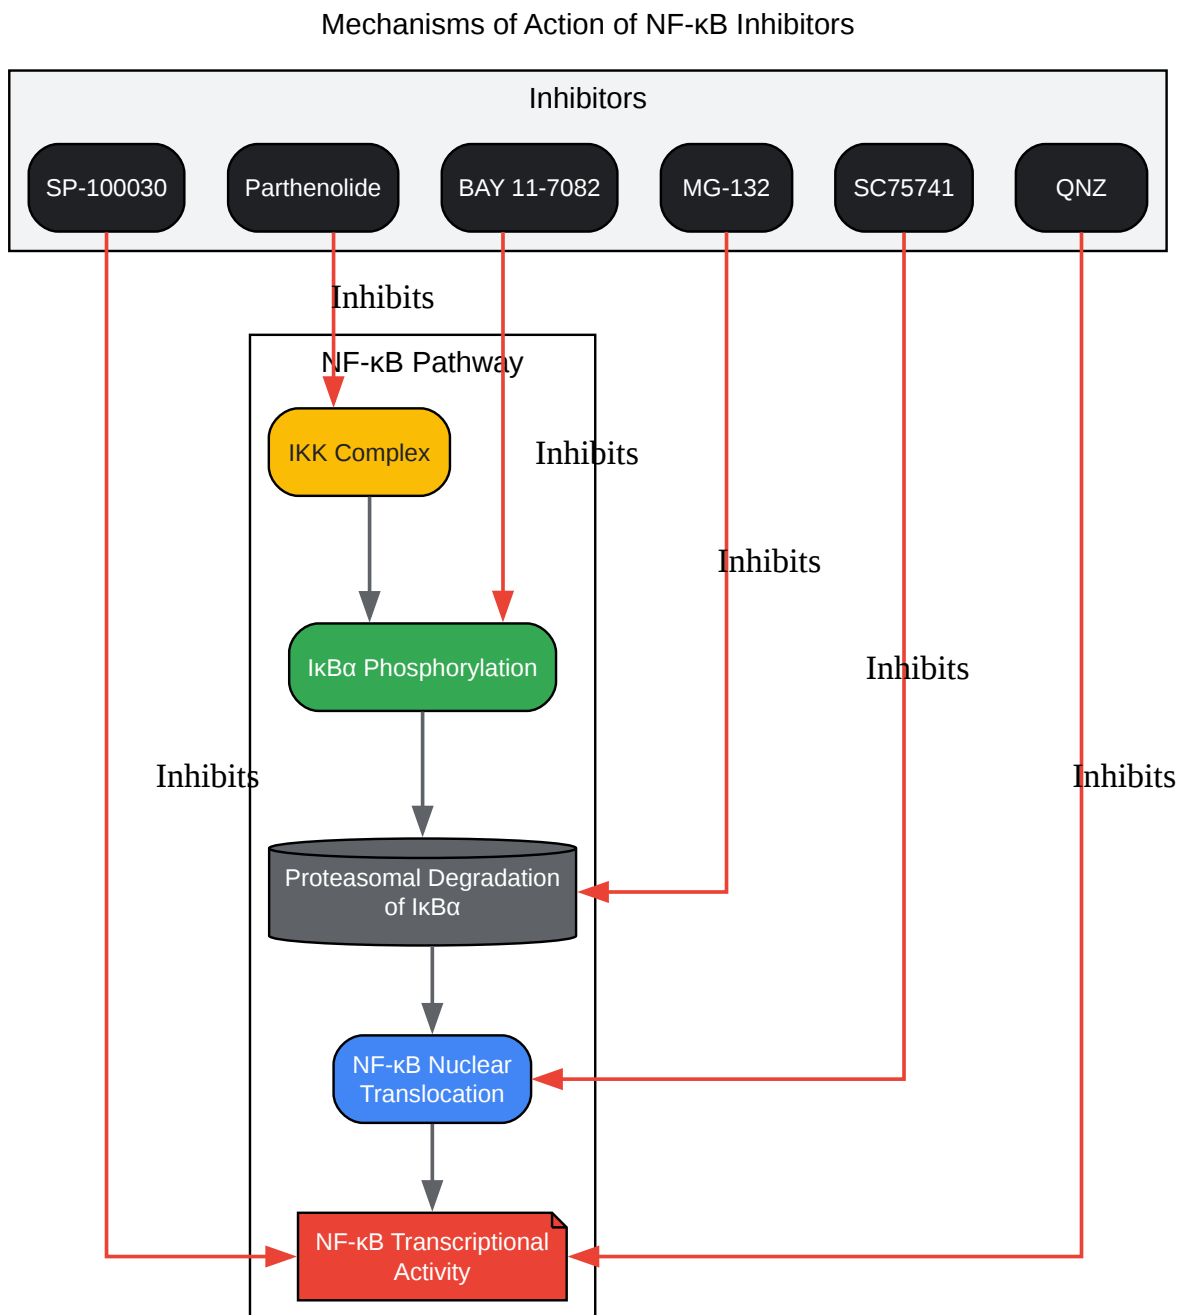 Mechanisms of Action of NF-κB Inhibitors
Inhibitors
SP-100030
Parthenolide
BAY 11-7082
MG-132
SC75741
QNZ
Inhibits
NF-κB Pathway
IKK Complex
Inhibits
Inhibits
IκBα Phosphorylation
Inhibits
Inhibits
Inhibits
Proteasomal Degradation
of IκBα
NF-κB Nuclear
Translocation
NF-κB Transcriptional
Activity